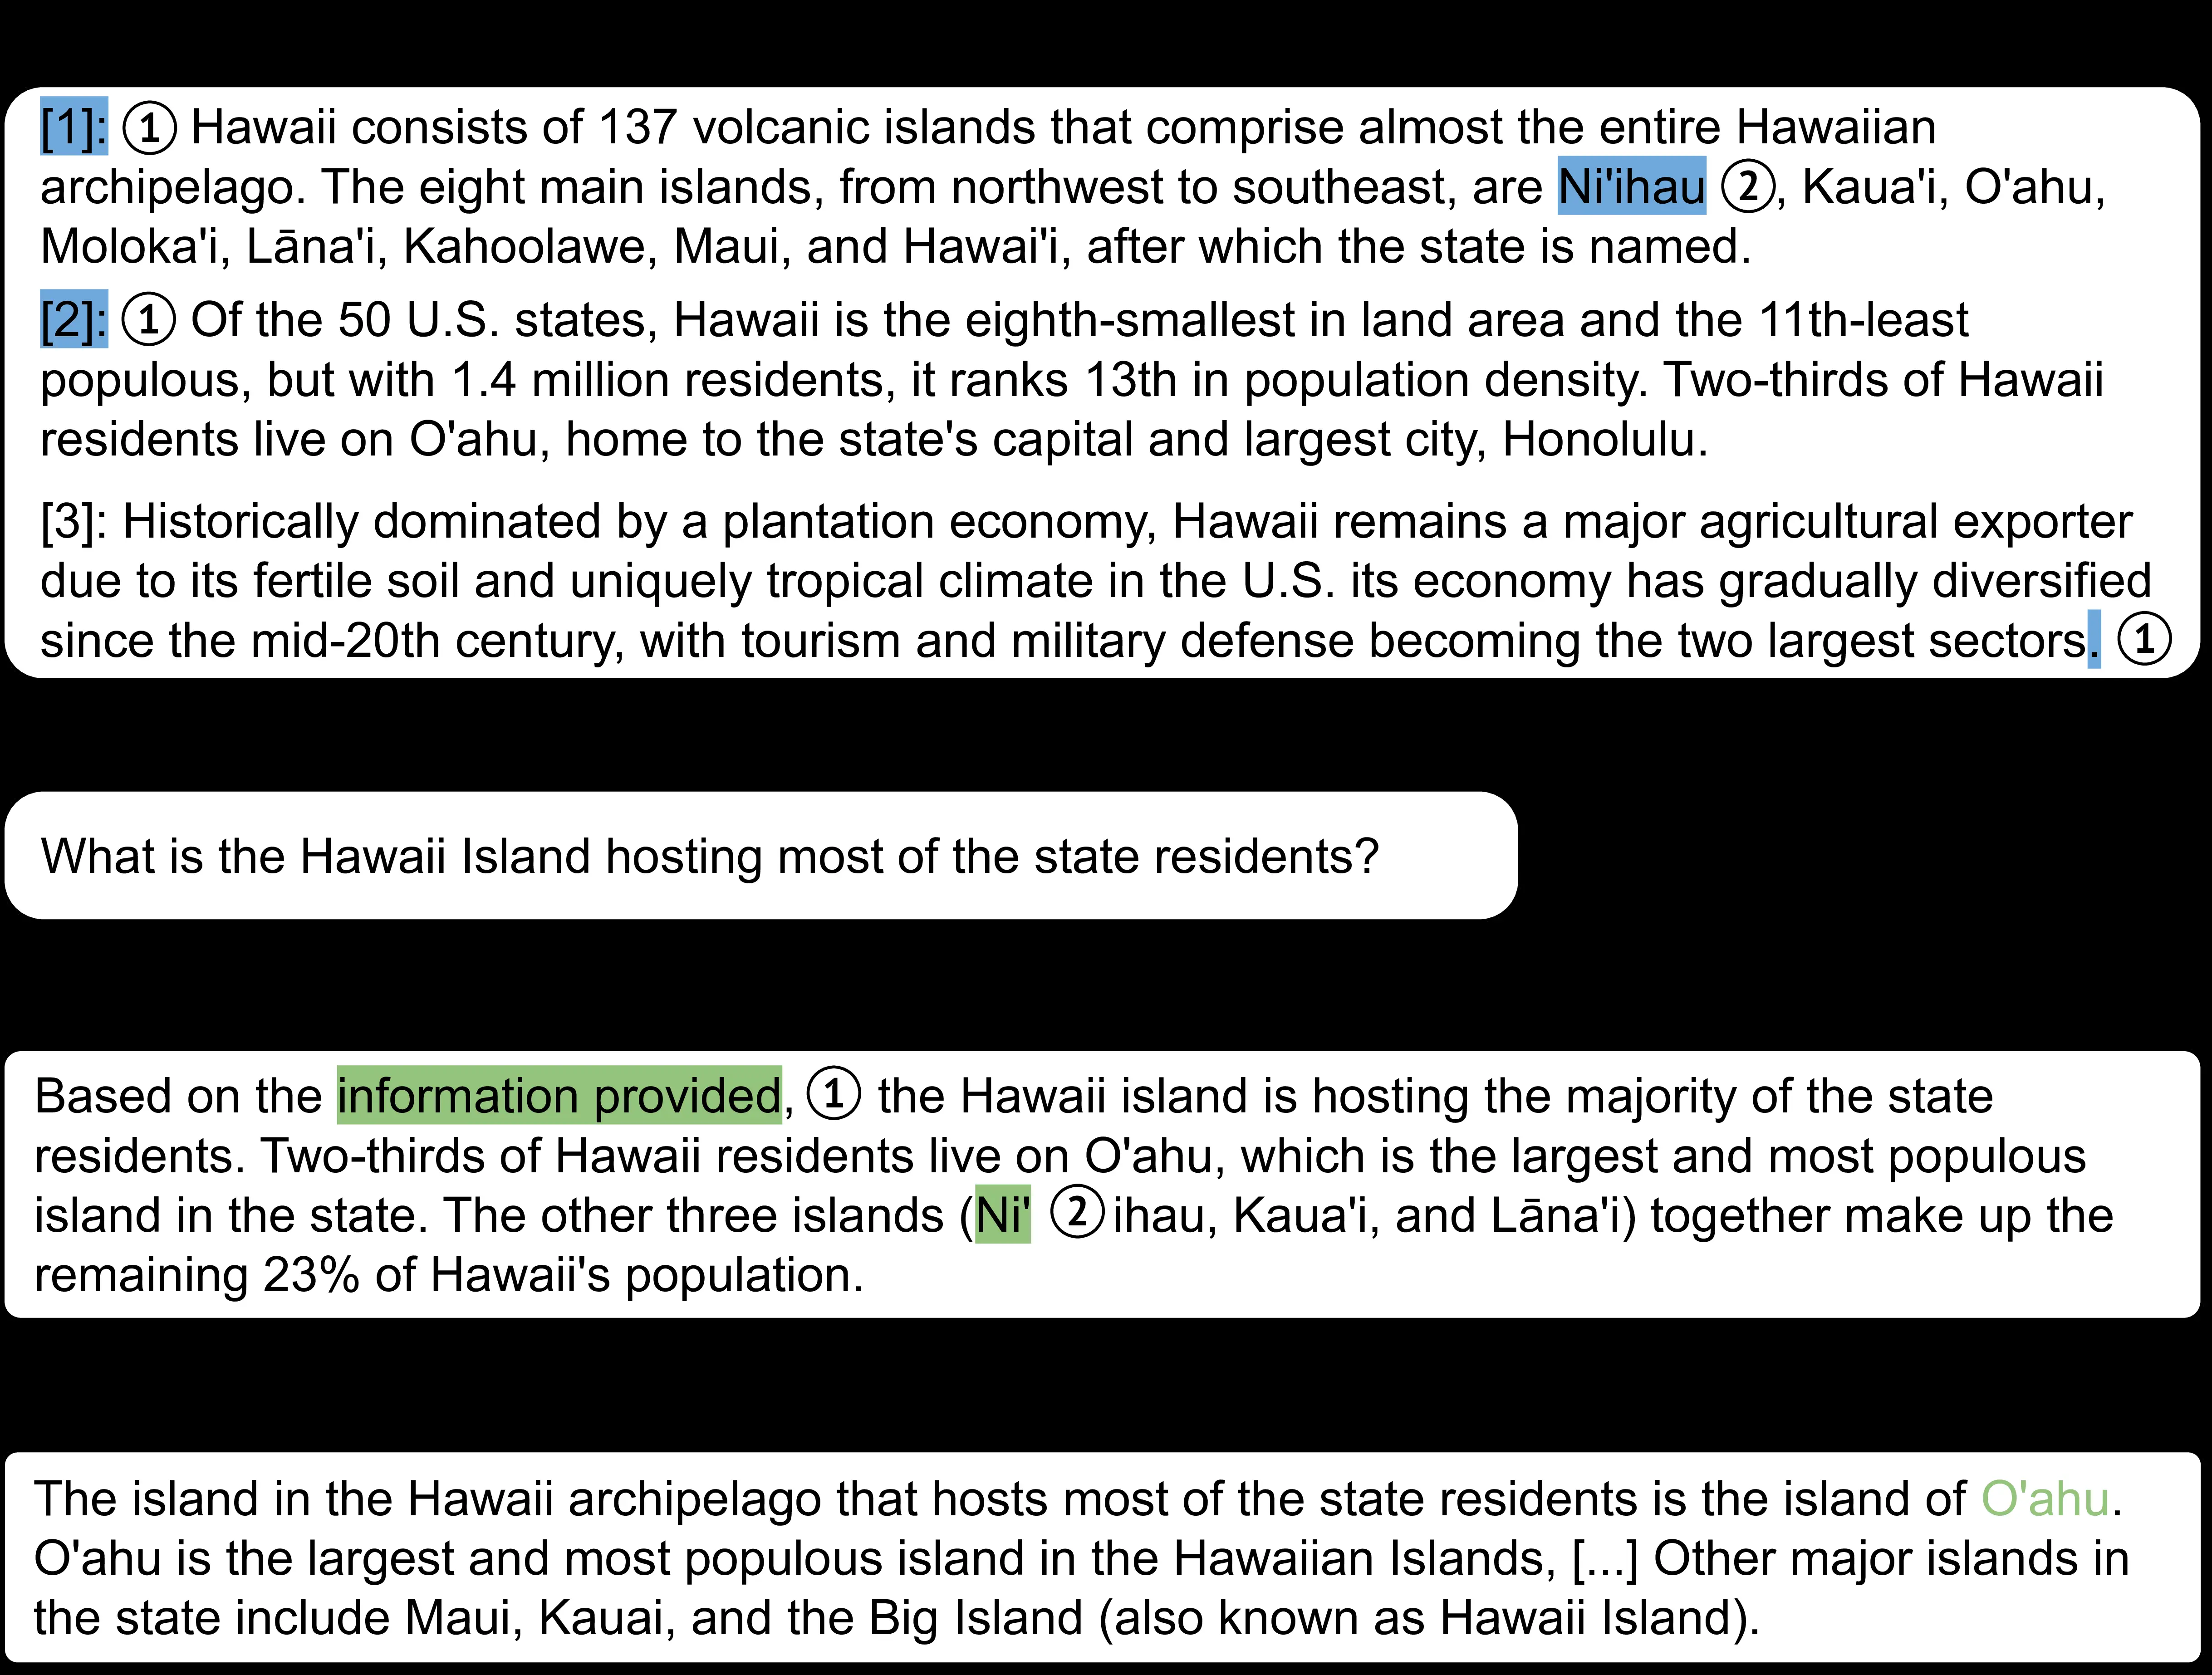 [1]: ① Hawaii consists of 137 volcanic islands that comprise almost the entire Hawaiian
archipelago. The eight main islands, from northwest to southeast, are Ni'ihau ②, Kaua'i, O'ahu,
Moloka'i, Lāna'i, Kahoolawe, Maui, and Hawai'i, after which the state is named.
[2]: ① Of the 50 U.S. states, Hawaii is the eighth-smallest in land area and the 11th-least
populous, but with 1.4 million residents, it ranks 13th in population density. Two-thirds of Hawaii
residents live on O'ahu, home to the state's capital and largest city, Honolulu.
[3]: Historically dominated by a plantation economy, Hawaii remains a major agricultural exporter
due to its fertile soil and uniquely tropical climate in the U.S. its economy has gradually diversified
since the mid-20th century, with tourism and military defense becoming the two largest sectors. ①
What is the Hawaii Island hosting most of the state residents?
Based on the information provided, ① the Hawaii island is hosting the majority of the state
residents. Two-thirds of Hawaii residents live on O'ahu, which is the largest and most populous
island in the state. The other three islands (Ni' ② ihau, Kaua'i, and Lāna'i) together make up the
remaining 23% of Hawaii's population.
The island in the Hawaii archipelago that hosts most of the state residents is the island of O'ahu.
O'ahu is the largest and most populous island in the Hawaiian Islands, [...] Other major islands in
the state include Maui, Kauai, and the Big Island (also known as Hawaii Island).